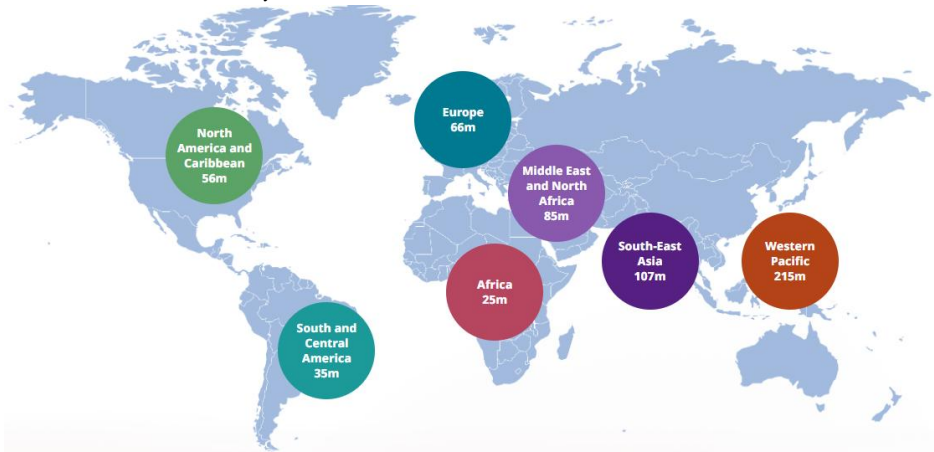 North
America and
Caribbean
56m
Europe
66m
Middle East
and North
Africa
85m
South-East
Asia
107m
Western
Pacific
215m
Africa
25m
South and
Central
America
35m